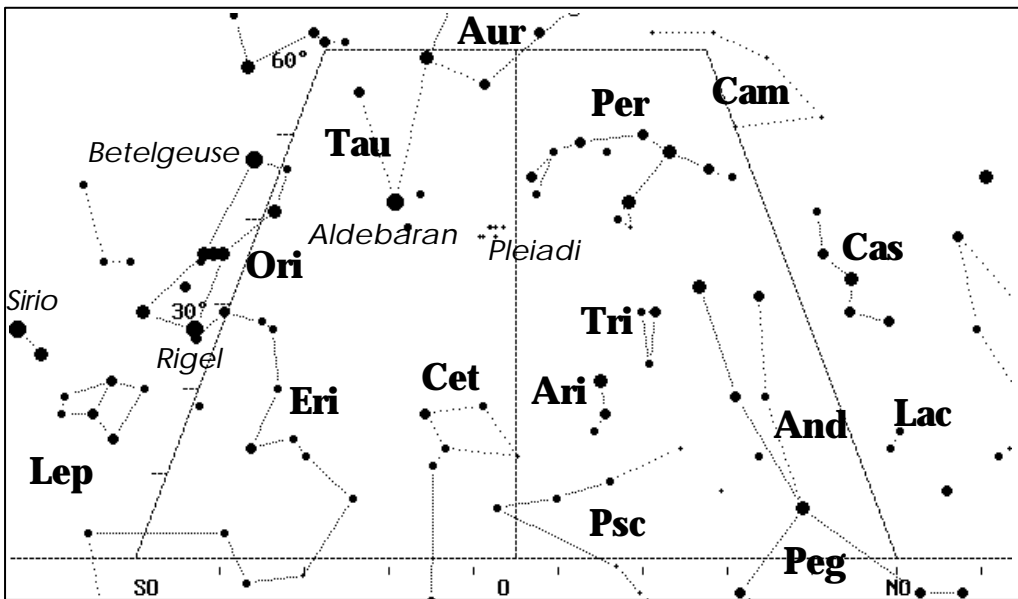 Aur
60°
Cam
Per
Betelgeuse
Tau
Aldebaran
Pleiadi
Cas
Ori
Sirio
30°
Tri
Rigel
Cet
Ari
Eri
And
Lac
Lep
Psc
Peg
SO
O
NO